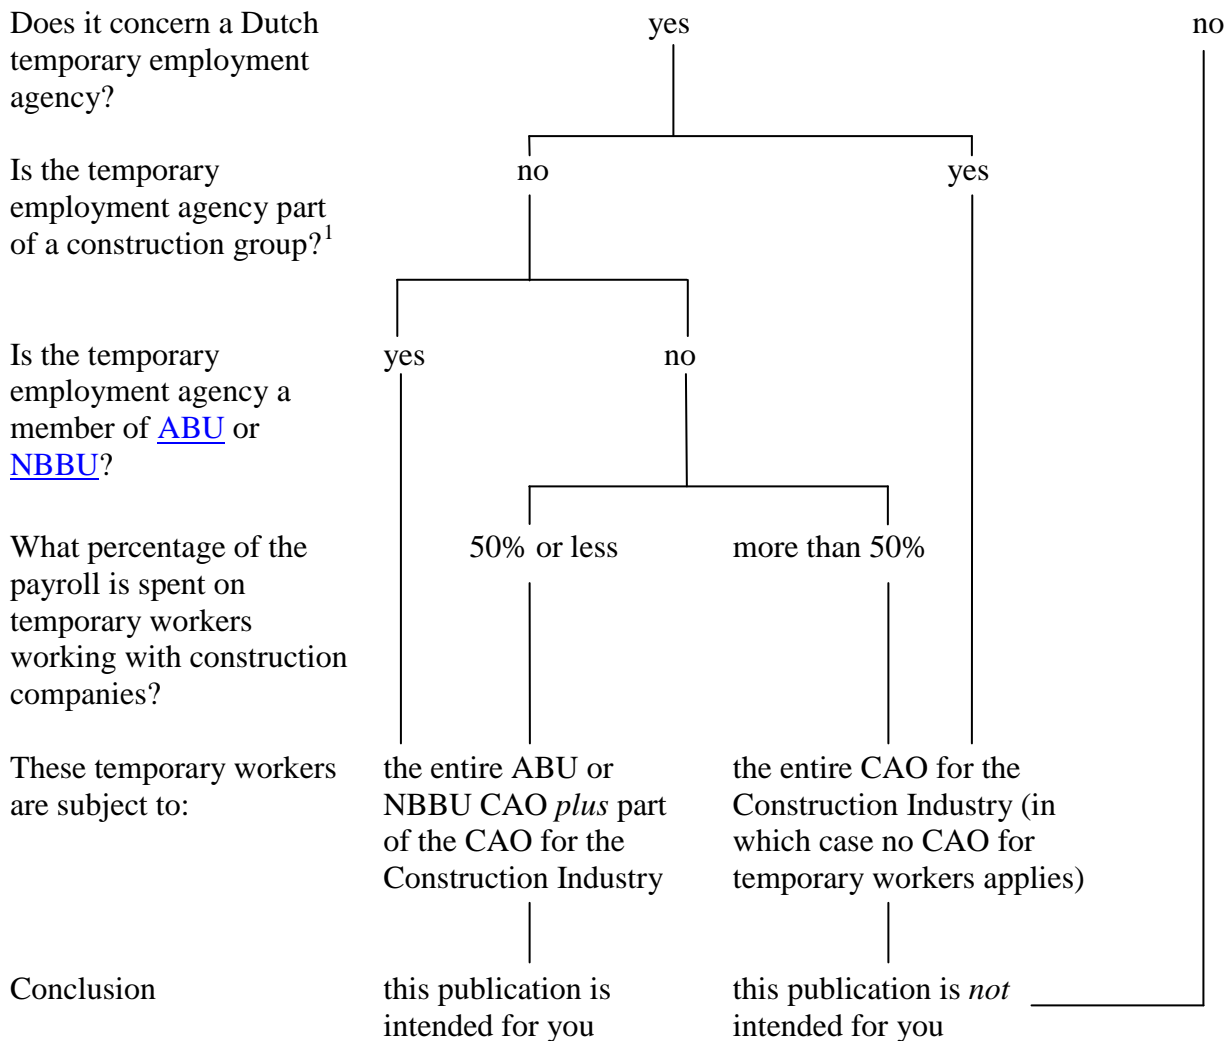 Does it concern a Dutch
temporary employment
agency?
yes
no
Is the temporary
employment agency part
of a construction group?1
no
yes
Is the temporary
employment agency a
member of ABU or
NBBU?
yes
no
What percentage of the
payroll is spent on
temporary workers
working with construction
companies?
50% or less
more than 50%
These temporary workers
are subject to:
the entire ABU or
NBBU CAO plus part
of the CAO for the
Construction Industry
the entire CAO for the
Construction Industry (in
which case no CAO for
temporary workers applies)
Conclusion
this publication is
intended for you
this publication is not
intended for you